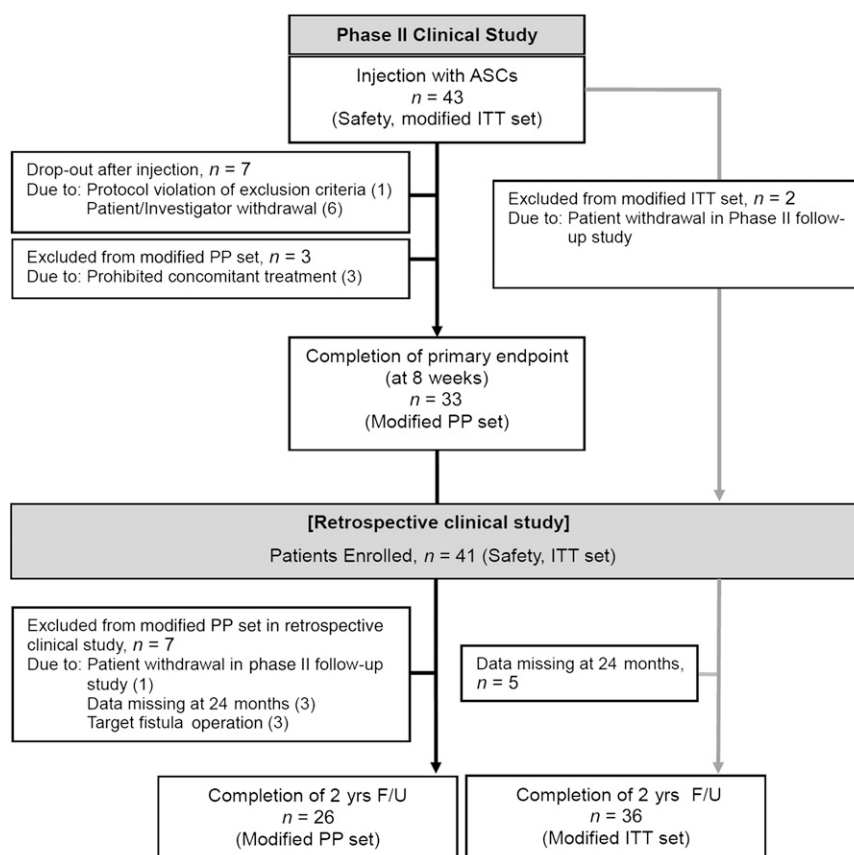 Phase II Clinical Study
Injection with ASCs
n = 43
(Safety, modified ITT set)
Drop-out after injection, n = 7
Due to: Protocol violation of exclusion criteria (1)
Patient/Investigator withdrawal (6)
Excluded from modified PP set, n = 3
Due to: Prohibited concomitant treatment (3)
Excluded from modified ITT set, n = 2
Due to: Patient withdrawal in Phase II follow-
up study
Completion of primary endpoint
(at 8 weeks)
n = 33
(Modified PP set)
[Retrospective clinical study]
Patients Enrolled, n = 41 (Safety, ITT set)
Excluded from modified PP set in retrospective
clinical study, n = 7
Due to: Patient withdrawal in phase II follow-up
study (1)
Data missing at 24 months (3)
Target fistula operation (3)
Data missing at 24 months,
n = 5
Completion of 2 yrs F/U
n = 26
(Modified PP set)
Completion of 2 yrs F/U
n = 36
(Modified ITT set)